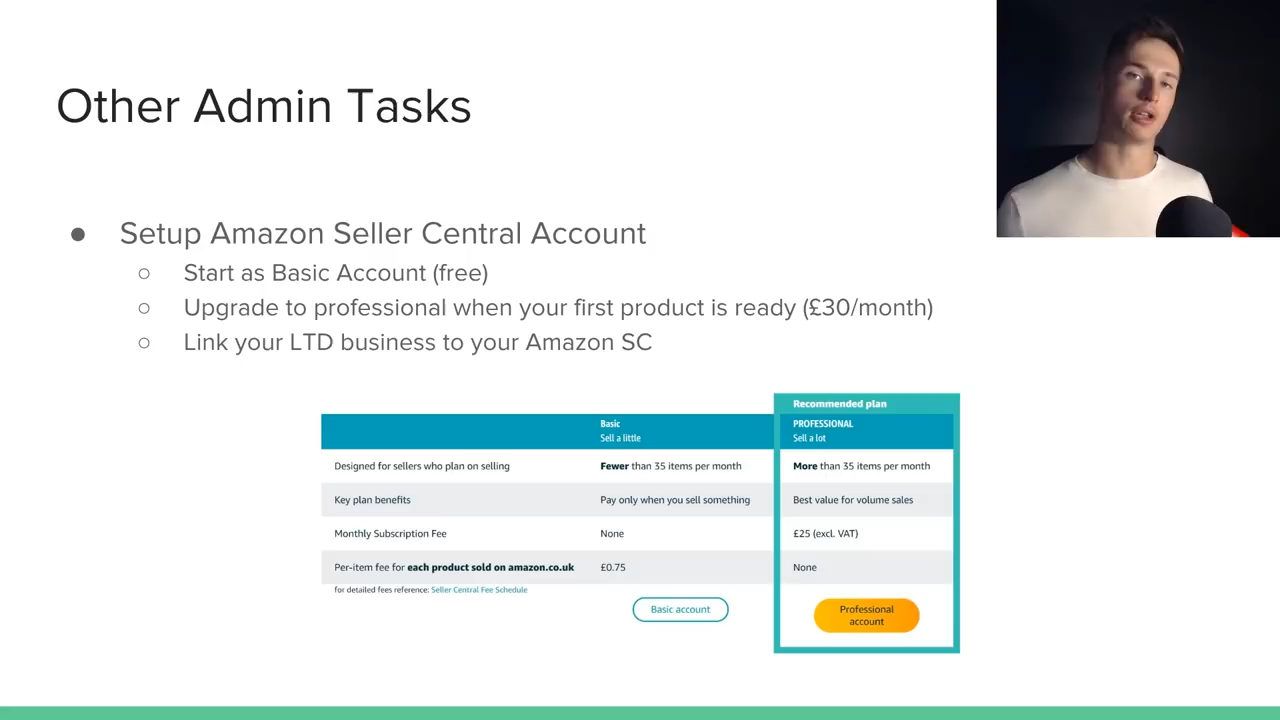 Other Admin Tasks
● Setup Amazon Seller Central Account
○ Start as Basic Account (free)
○ Upgrade to professional when your first product is ready (£30/month)
○ Link your LTD business to your Amazon SC
Recommended plan
Basic PROFESSIONAL
Sell a little Sell a lot
Designed for sellers who plan on selling Fewer than 35 items per month More than 35 items per month
Key plan benefits Pay only when you sell something Best value for volume sales
Monthly Subscription Fee None £25 (excl. VAT)
Per-item fee for each product sold on amazon.co.uk £0.75 None
for detailed fees reference: Seller Central Fee Schedule
Basic account
Professional
account